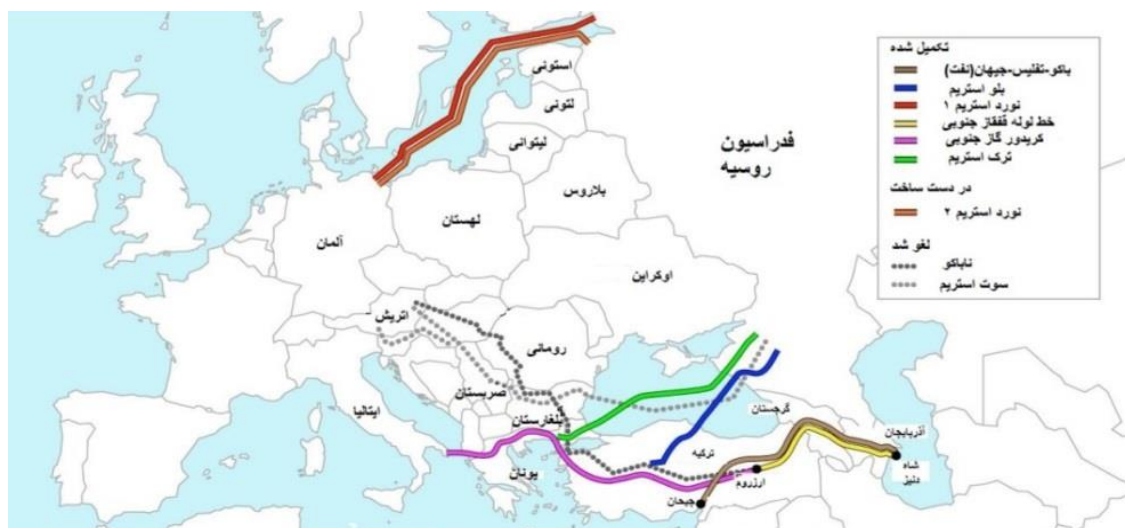 تکمیل شده
باکو-تفلیس-جیهان(نفت)
بلو استریم
نورد استریم ۱
خط لوله قفقاز جنوبی
کریدور گاز جنوبی
ترک استریم
در دست ساخت
نورد استریم ۲
لغو شد
ناباکو
سوت استریم
استونی
لتونی
لیتوانی
فدراسیون
روسیه
بلاروس
لهستان
آلمان
اوکراین
اتریش
رومانی
صربستان
ایتالیا
بلغارستان
گرجستان
آذربایجان
ترکیه
شاه
دنیز
یونان
ارزروم
جیحان